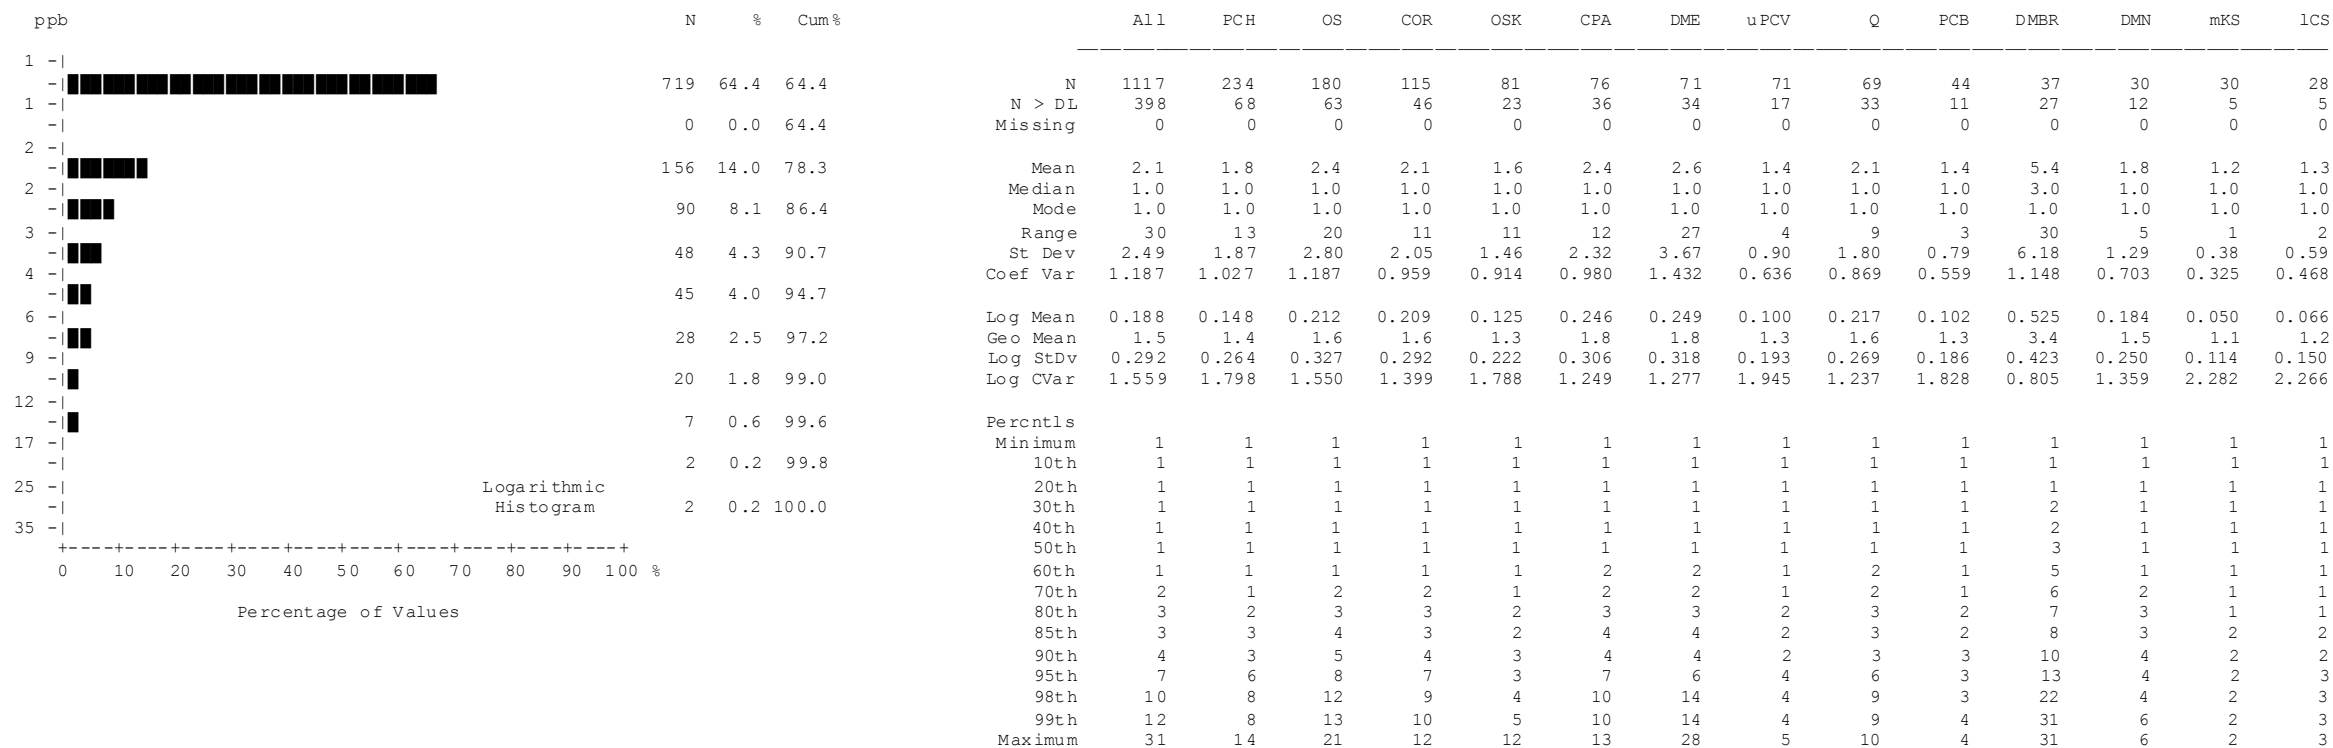 ppb N % Cum% All PCH OS COR OSK CPA DME uPCV Q PCB DMBR DMN mKS lCS
1 -|
-| 719 64.4 64.4 N 1117 234 180 115 81 76 71 71 69 44 37 30 30 28
1 -| N > DL 398 68 63 46 23 36 34 17 33 11 27 12 5 5
-| 0 0.0 64.4 Missing 0 0 0 0 0 0 0 0 0 0 0 0 0 0
2 -|
-| 156 14.0 78.3 Mean 2.1 1.8 2.4 2.1 1.6 2.4 2.6 1.4 2.1 1.4 5.4 1.8 1.2 1.3
2 -| Median 1.0 1.0 1.0 1.0 1.0 1.0 1.0 1.0 1.0 1.0 3.0 1.0 1.0 1.0
-| 90 8.1 86.4 Mode 1.0 1.0 1.0 1.0 1.0 1.0 1.0 1.0 1.0 1.0 1.0 1.0 1.0 1.0
3 -| Range 30 13 20 11 11 12 27 4 9 3 30 5 1 2
-| 48 4.3 90.7 St Dev 2.49 1.87 2.80 2.05 1.46 2.32 3.67 0.90 1.80 0.79 6.18 1.29 0.38 0.59
4 -| Coef Var 1.187 1.027 1.187 0.959 0.914 0.980 1.432 0.636 0.869 0.559 1.148 0.703 0.325 0.468
-| 45 4.0 94.7
6 -| Log Mean 0.188 0.148 0.212 0.209 0.125 0.246 0.249 0.100 0.217 0.102 0.525 0.184 0.050 0.066
-| 28 2.5 97.2 Geo Mean 1.5 1.4 1.6 1.6 1.3 1.8 1.8 1.3 1.6 1.3 3.4 1.5 1.1 1.2
9 -| Log StDv 0.292 0.264 0.327 0.292 0.222 0.306 0.318 0.193 0.269 0.186 0.423 0.250 0.114 0.150
-| 20 1.8 99.0 Log CVar 1.559 1.798 1.550 1.399 1.788 1.249 1.277 1.945 1.237 1.828 0.805 1.359 2.282 2.266
12 -|
-| 7 0.6 99.6 Percntls
17 -| Minimum 1 1 1 1 1 1 1 1 1 1 1 1 1 1
-| 2 0.2 99.8 10th 1 1 1 1 1 1 1 1 1 1 1 1 1 1
25 -| Logarithmic 20th 1 1 1 1 1 1 1 1 1 1 1 1 1 1
-| Histogram 2 0.2 100.0 30th 1 1 1 1 1 1 1 1 1 1 2 1 1 1
35 -| 40th 1 1 1 1 1 1 1 1 1 1 2 1 1 1
+----+----+----+----+----+----+----+----+----+----+ 50th 1 1 1 1 1 1 1 1 1 1 3 1 1 1
0 10 20 30 40 50 60 70 80 90 100 % 60th 1 1 1 1 1 2 2 1 2 1 5 1 1 1
70th 2 1 2 2 1 2 2 1 2 1 6 2 1 1
Percentage of Values 80th 3 2 3 3 2 3 3 2 3 2 7 3 1 1
85th 3 3 4 3 2 4 4 2 3 2 8 3 2 2
90th 4 3 5 4 3 4 4 2 3 3 10 4 2 2
95th 7 6 8 7 3 7 6 4 6 3 13 4 2 3
98th 10 8 12 9 4 10 14 4 9 3 22 4 2 3
99th 12 8 13 10 5 10 14 4 9 4 31 6 2 3
Maximum 31 14 21 12 12 13 28 5 10 4 31 6 2 3